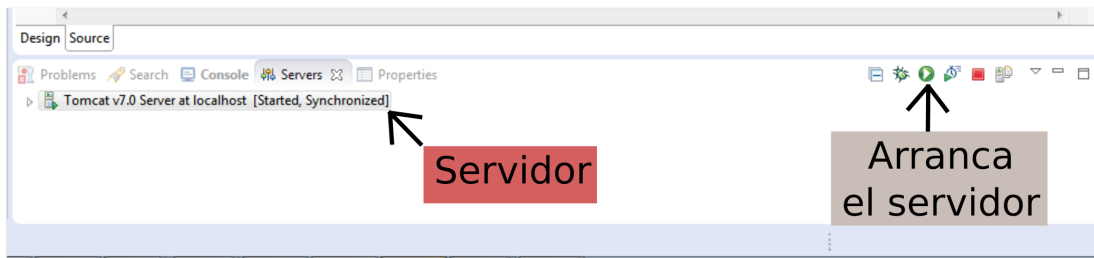 Design Source
Problems Search Console Servers Properties
Tomcat v7.0 Server at localhost [Started, Synchronized]
Servidor
Arranca
el servidor